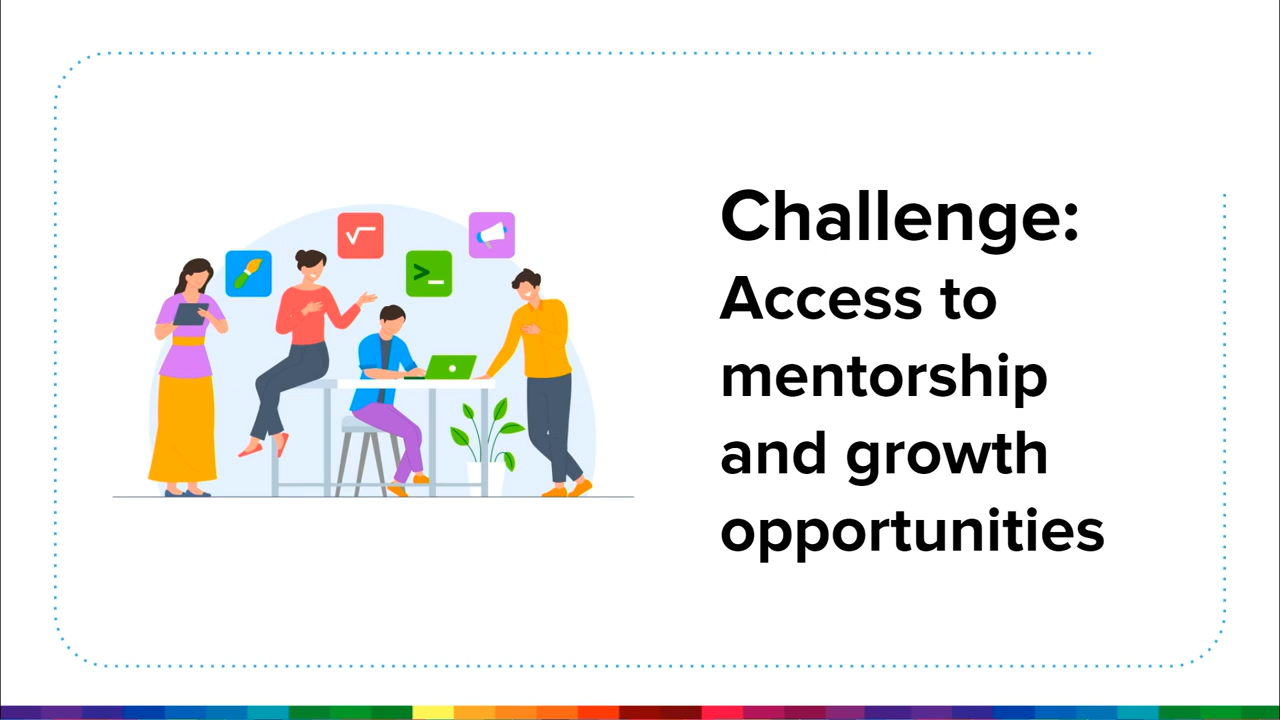 Challenge:
Access to
mentorship
and growth
opportunities